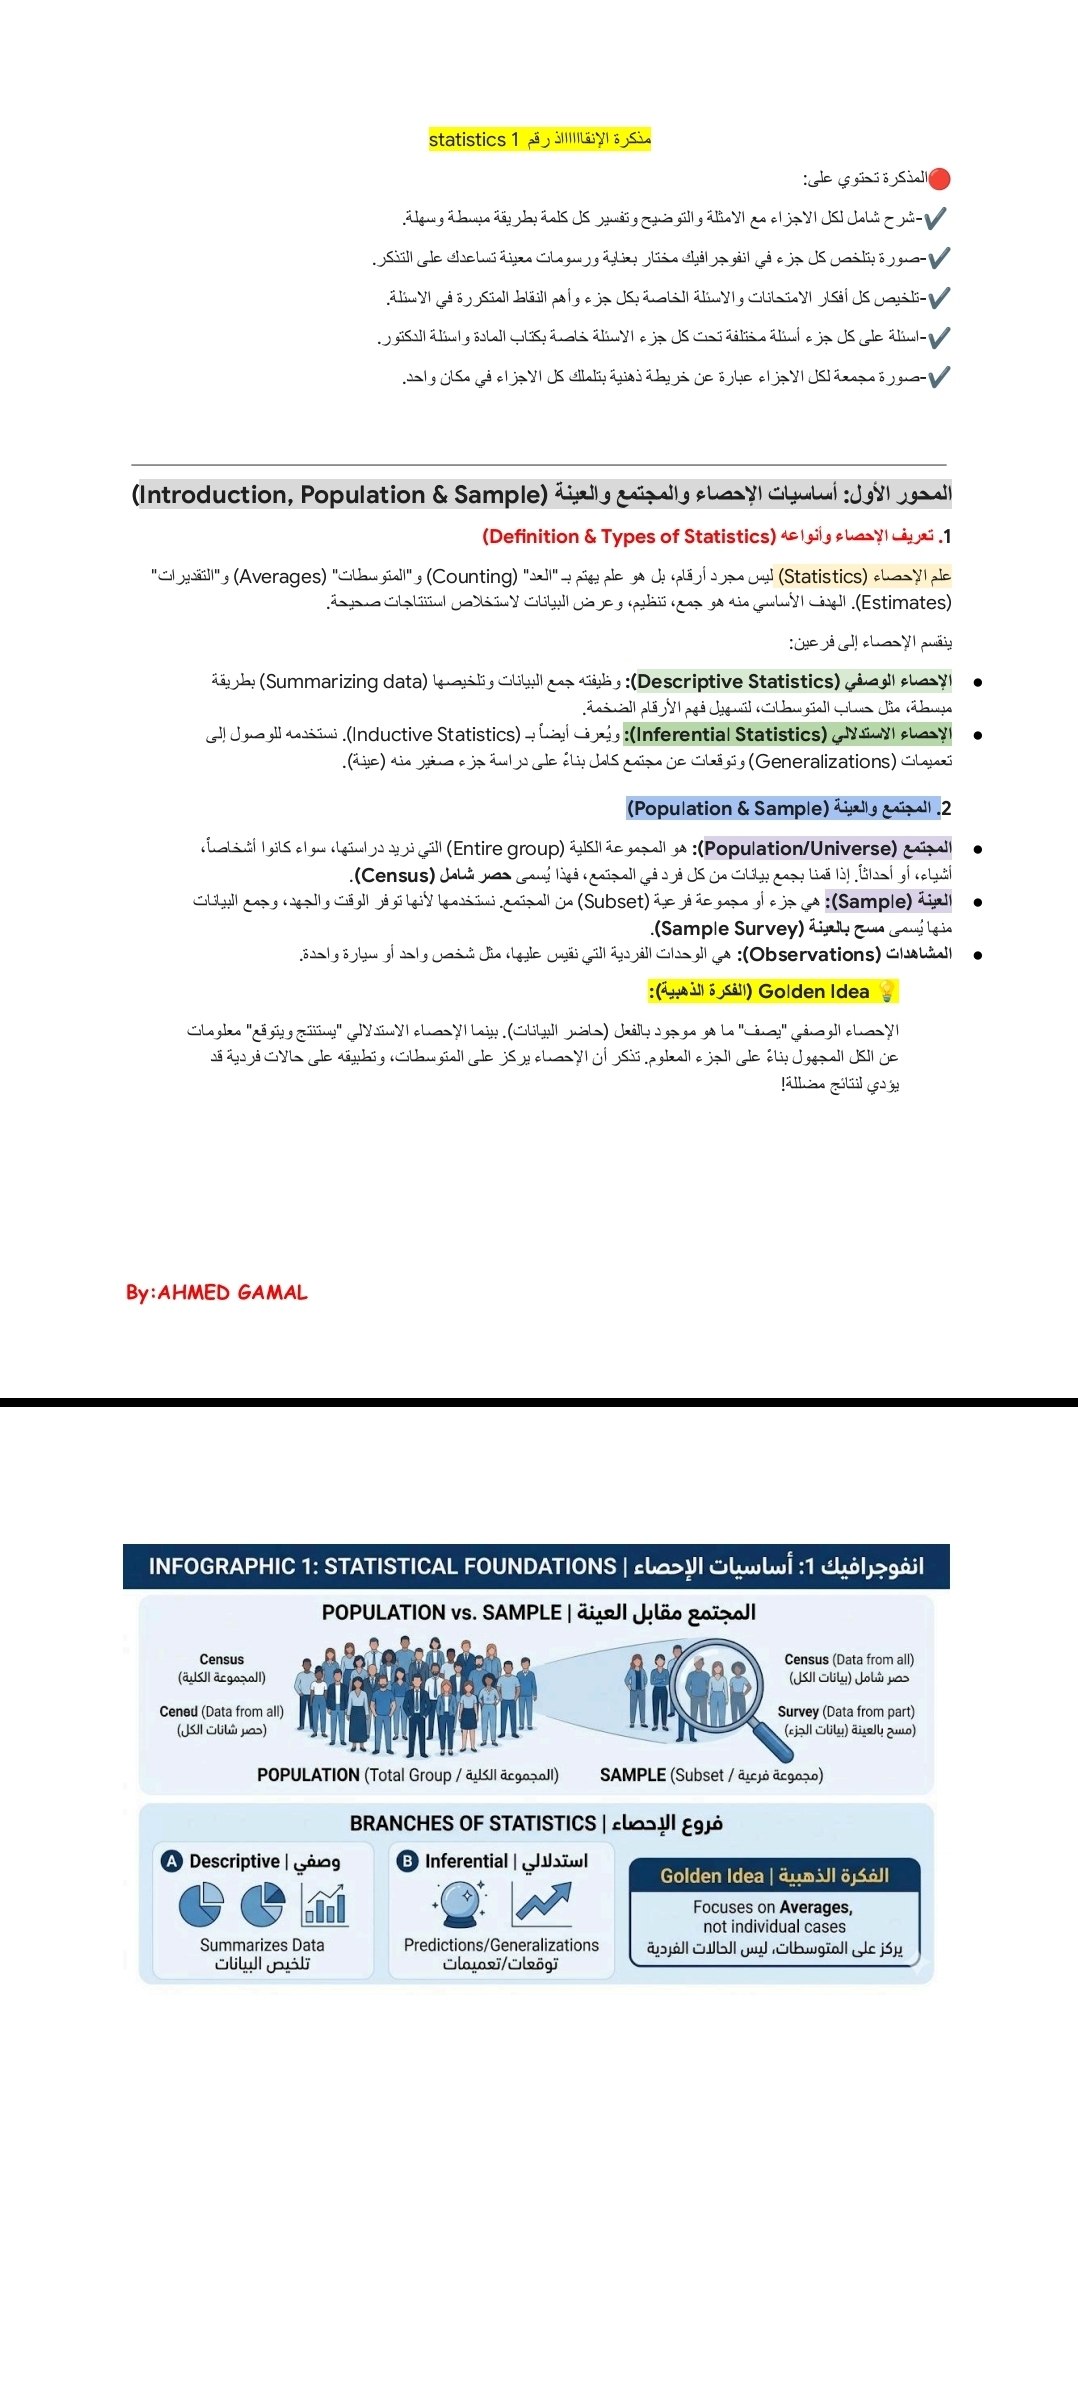 مذكرة الإنقااااااذ رقم 1 statistics
🔴المذكرة تحتوي على:
✔️-شرح شامل لكل الاجزاء مع الامثلة والتوضيح وتفسير كل كلمة بطريقة مبسطة وسهلة.
✔️-صورة بتلخص كل جزء في انفوجرافيك مختار بعناية ورسومات معينة تساعدك على التذكر.
✔️-تلخيص كل أفكار الامتحانات والاسئلة الخاصة بكل جزء وأهم النقاط المتكررة في الاسئلة.
✔️-اسئلة على كل جزء أسئلة مختلفة تحت كل جزء الاسئلة خاصة بكتاب المادة واسئلة الدكتور.
✔️-صورة مجمعة لكل الاجزاء عبارة عن خريطة ذهنية بتلملك كل الاجزاء في مكان واحد.
المحور الأول: أساسيات الإحصاء والمجتمع والعينة (Introduction, Population & Sample)
1. تعريف الإحصاء وأنواعه (Definition & Types of Statistics)
علم الإحصاء (Statistics) ليس مجرد أرقام، بل هو علم يهتم بـ "العد" (Counting) و"المتوسطات" (Averages) و"التقديرات"
(Estimates). الهدف الأساسي منه هو جمع، تنظيم، وعرض البيانات لاستخلاص استنتاجات صحيحة.
ينقسم الإحصاء إلى فرعين:
● الإحصاء الوصفي (Descriptive Statistics): وظيفته جمع البيانات وتلخيصها (Summarizing data) بطريقة
مبسطة، مثل حساب المتوسطات، لتسهيل فهم الأرقام الضخمة.
● الإحصاء الاستدلالي (Inferential Statistics): ويُعرف أيضاً بـ (Inductive Statistics). نستخدمه للوصول إلى
تعميمات (Generalizations) وتوقعات عن مجتمع كامل بناءً على دراسة جزء صغير منه (عينة).
2. المجتمع والعينة (Population & Sample)
● المجتمع (Population/Universe): هو المجموعة الكلية (Entire group) التي نريد دراستها، سواء كانوا أشخاصاً،
أشياء، أو أحداثاً. إذا قمنا بجمع بيانات من كل فرد في المجتمع، فهذا يُسمى حصر شامل (Census).
● العينة (Sample): هي جزء أو مجموعة فرعية (Subset) من المجتمع. نستخدمها لأنها توفر الوقت والجهد، وجمع البيانات
منها يُسمى مسح بالعينة (Sample Survey).
● المشاهدات (Observations): هي الوحدات الفردية التي نقيس عليها، مثل شخص واحد أو سيارة واحدة.
💡 Golden Idea (الفكرة الذهبية):
الإحصاء الوصفي "يصف" ما هو موجود بالفعل (حاضر البيانات). بينما الإحصاء الاستدلالي "يستنتج ويتوقع" معلومات
عن الكل المجهول بناءً على الجزء المعلوم. تذكر أن الإحصاء يركز على المتوسطات، وتطبيقه على حالات فردية قد
يؤدي لنتائج مضللة!
By:AHMED GAMAL
INFOGRAPHIC 1: STATISTICAL FOUNDATIONS | انفوجرافيك 1: أساسيات الإحصاء
POPULATION vs. SAMPLE | المجتمع مقابل العينة
Census
(المجموعة الكلية)
Cened (Data from all)
(حصر شانات الكل)
POPULATION (Total Group / المجموعة الكلية)
Census (Data from all)
حصر شامل (بيانات الكل)
Survey (Data from part)
مسح بالعينة (بيانات الجزء)
SAMPLE (Subset / مجموعة فرعية)
BRANCHES OF STATISTICS | فروع الإحصاء
A Descriptive | وصفي
Summarizes Data
تلخيص البيانات
B Inferential | استدلالي
Predictions/Generalizations
توقعات/تعميمات
Golden Idea | الفكرة الذهبية
Focuses on Averages,
not individual cases
يركز على المتوسطات، ليس الحالات الفردية